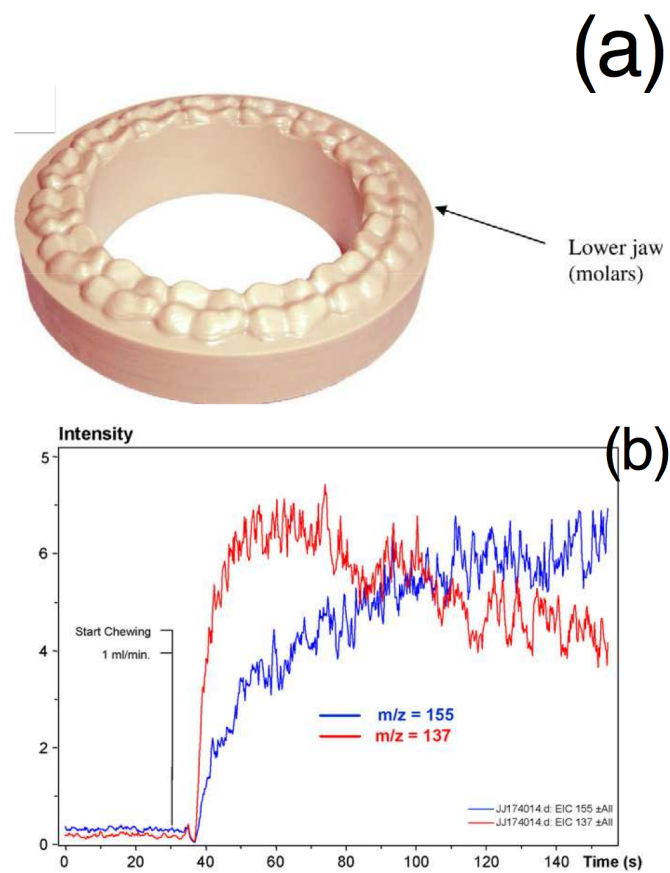 (a)
Lower jaw
(molars)
(b)
Intensity
5
6
4
2
0
Start Chewing
1 ml/min.
m/z = 155
m/z = 137
JJ174014.d: EIC 155 ±All
JJ174014.d: EIC 137 ±All
0 20 40 60 80 100 120 140 Time (s)